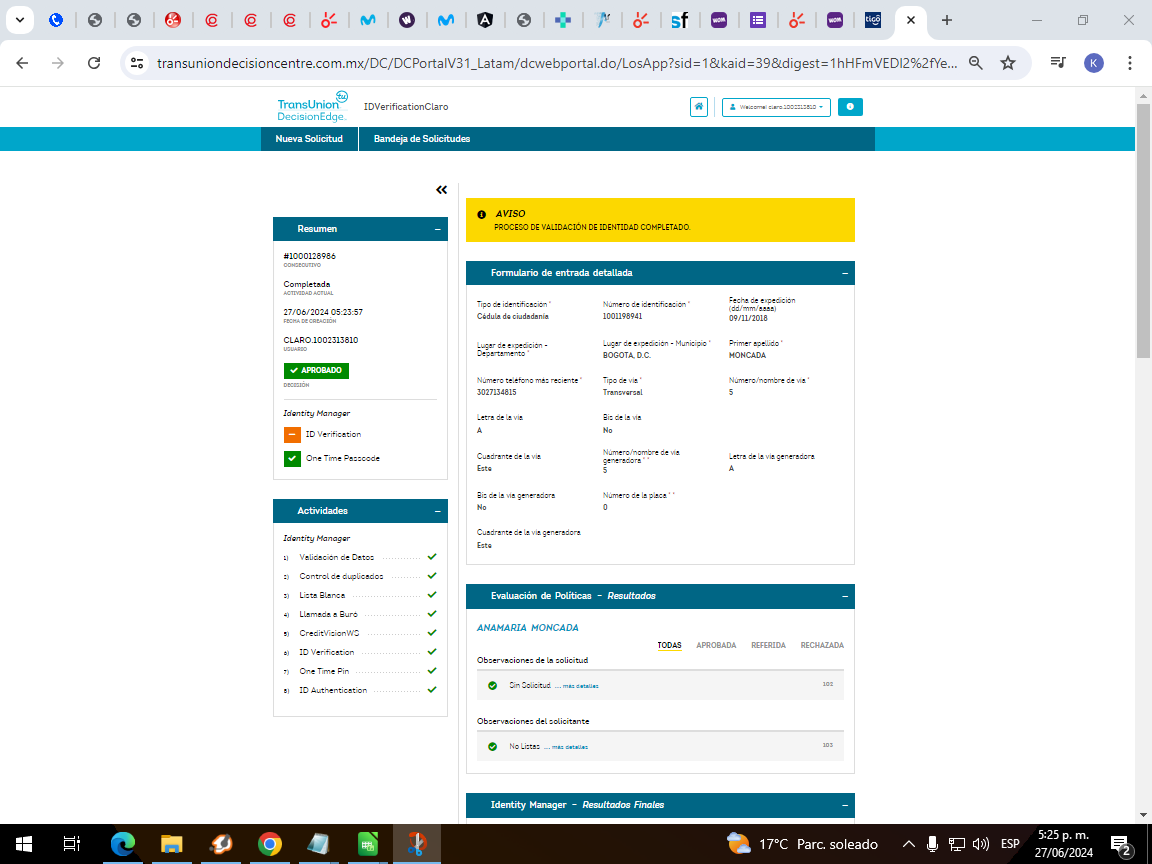 transuniondecisioncentre.com.mx/DC/DCPortalV31_Latam/dcwebportal.do/LosApp?sid=1&kaid=39&digest=1hHFmVEDI2%2fYe...
K
TransUnion
DecisionEdge.
IDVerificationClaro
Welcome! claro.1002313810
Nueva Solicitud
Bandeja de Solicitudes
Resumen
#1000128986
CONSECUTIVO
Completada
ACTIVIDAD ACTUAL
27/06/2024 05:23:57
FECHA DE CREACIÓN
CLARO.1002313810
USUARIO
APROBADO
DECISIÓN
Identity Manager
ID Verification
One Time Passcode
Actividades
Identity Manager
1) Validación de Datos
2) Control de duplicados
3) Lista Blanca
4) Llamada a Buró
5) CreditVisionWS
6) ID Verification
7) One Time Pin
8) ID Authentication
AVISO
PROCESO DE VALIDACIÓN DE IDENTIDAD COMPLETADO.
Formulario de entrada detallada
Tipo de identificación *
Cédula de ciudadanía
Número de identificación *
1001198941
Fecha de expedición
(dd/mm/aaaa)
09/11/2018
Lugar de expedición -
Departamento *
Lugar de expedición - Municipio *
BOGOTA, D.C.
Primer apellido *
MONCADA
Número teléfono más reciente *
3027134815
Tipo de vía *
Transversal
Número/nombre de vía *
5
Letra de la vía
A
Bis de la vía
No
Cuadrante de la vía
Este
Número/nombre de vía
generadora * *
5
Letra de la vía generadora
A
Bis de la vía generadora
No
Número de la placa * *
0
Cuadrante de la vía generadora
Este
Evaluación de Políticas - Resultados
ANAMARIA MONCADA
TODAS APROBADA REFERIDA RECHAZADA
Observaciones de la solicitud
Sin Solicitud ... más detalles 102
Observaciones del solicitante
No Listas ... más detalles 103
Identity Manager - Resultados Finales
17°C Parc. soleado
ESP
5:25 p. m.
27/06/2024
2